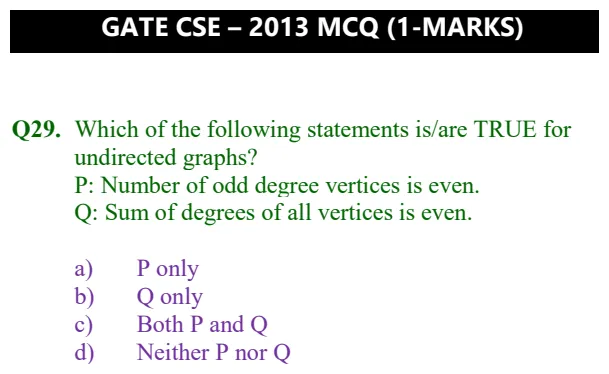 GATE CSE – 2013 MCQ (1-MARKS)
Q29. Which of the following statements is/are TRUE for
undirected graphs?
P: Number of odd degree vertices is even.
Q: Sum of degrees of all vertices is even.
a) P only
b) Q only
c) Both P and Q
d) Neither P nor Q